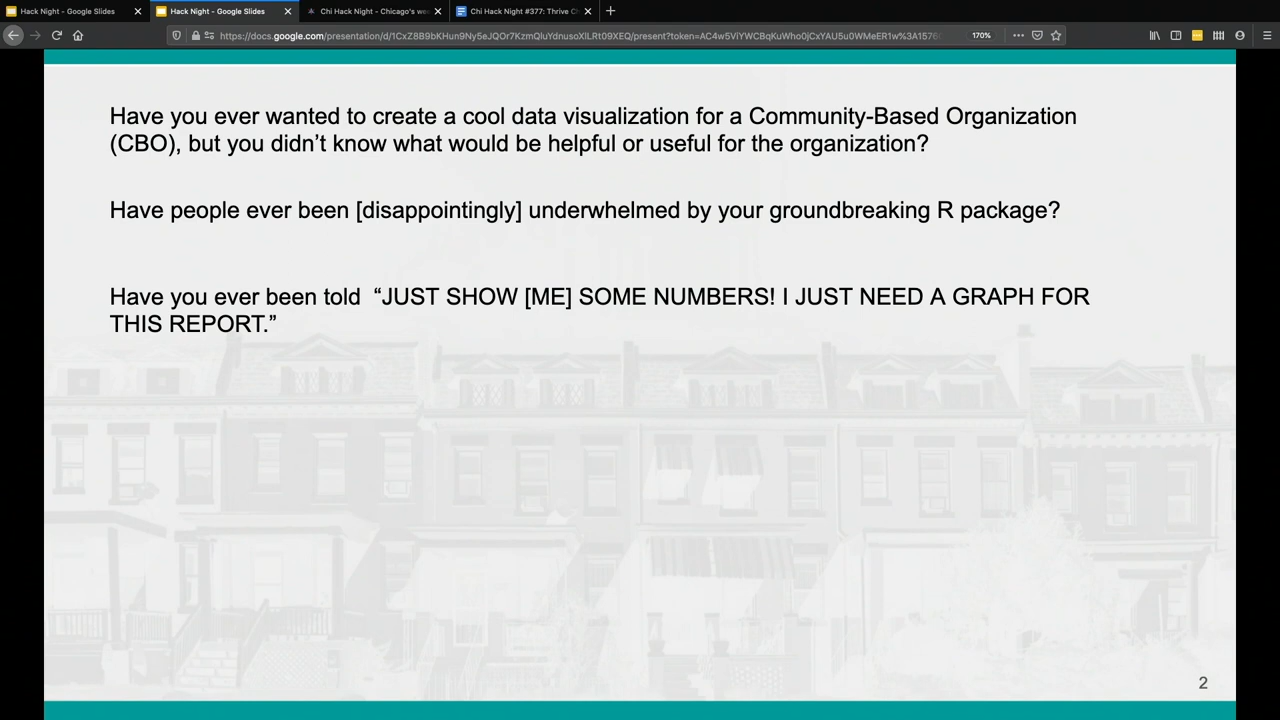 Hack Night - Google Slides
Hack Night - Google Slides
Chi Hack Night - Chicago's we
Chi Hack Night #377: Thrive C
170%
Have you ever wanted to create a cool data visualization for a Community-Based Organization
(CBO), but you didn’t know what would be helpful or useful for the organization?
Have people ever been [disappointingly] underwhelmed by your groundbreaking R package?
Have you ever been told “JUST SHOW [ME] SOME NUMBERS! I JUST NEED A GRAPH FOR
THIS REPORT.”
2